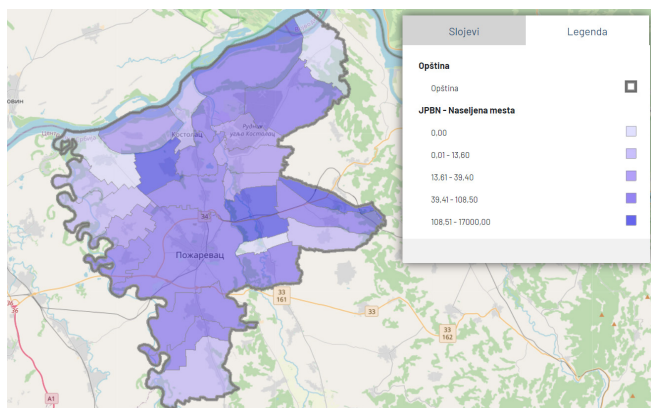 Slojevi
Legenda
Opština
Opština
JPBN - Naseljena mesta
0.00
0.01 - 13.60
13.61 - 39.40
39.41 - 108.50
108.51 - 17000.00
Костолац
34
Пожаревац
33
161
33
33
162
A1